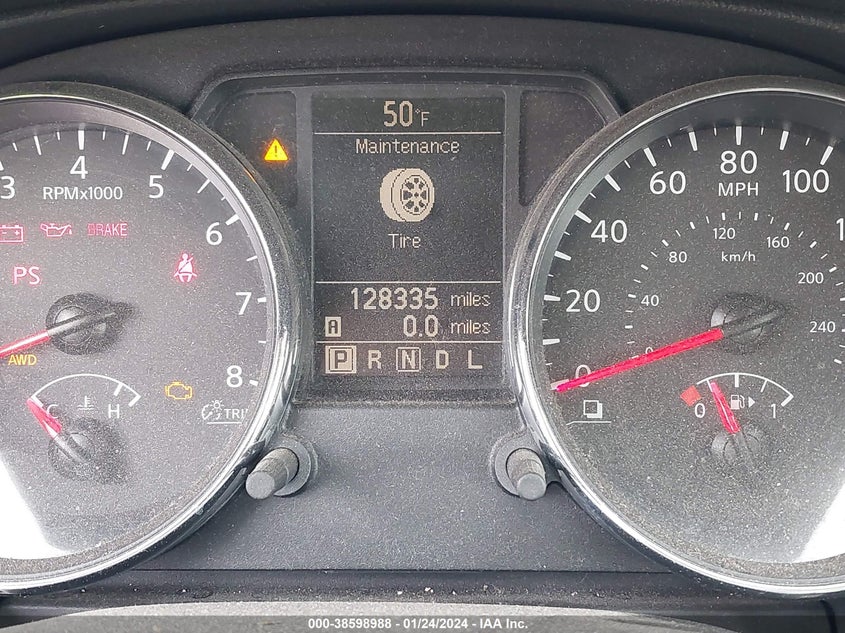 3 4 5 6 7 8
RPMx1000
BRAKE
PS
AWD
C H
50°F
Maintenance
Tire
128335 miles
A 0.0 miles
P R N D L
0 20 40 60 80 100
MPH
0 40 80 120 160 200 240
km/h
0 1
000-38598988 - 01/24/2024 - IAA Inc.